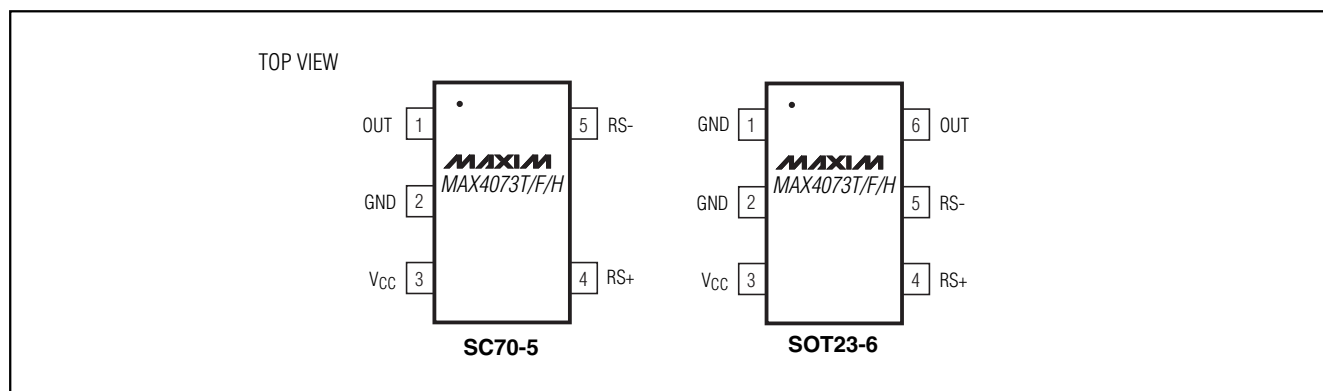 TOP VIEW
OUT 1
5 RS-
MAXIM
MAX4073T/F/H
GND 2
VCC 3
4 RS+
SC70-5
GND 1
6 OUT
MAXIM
MAX4073T/F/H
GND 2
5 RS-
VCC 3
4 RS+
SOT23-6